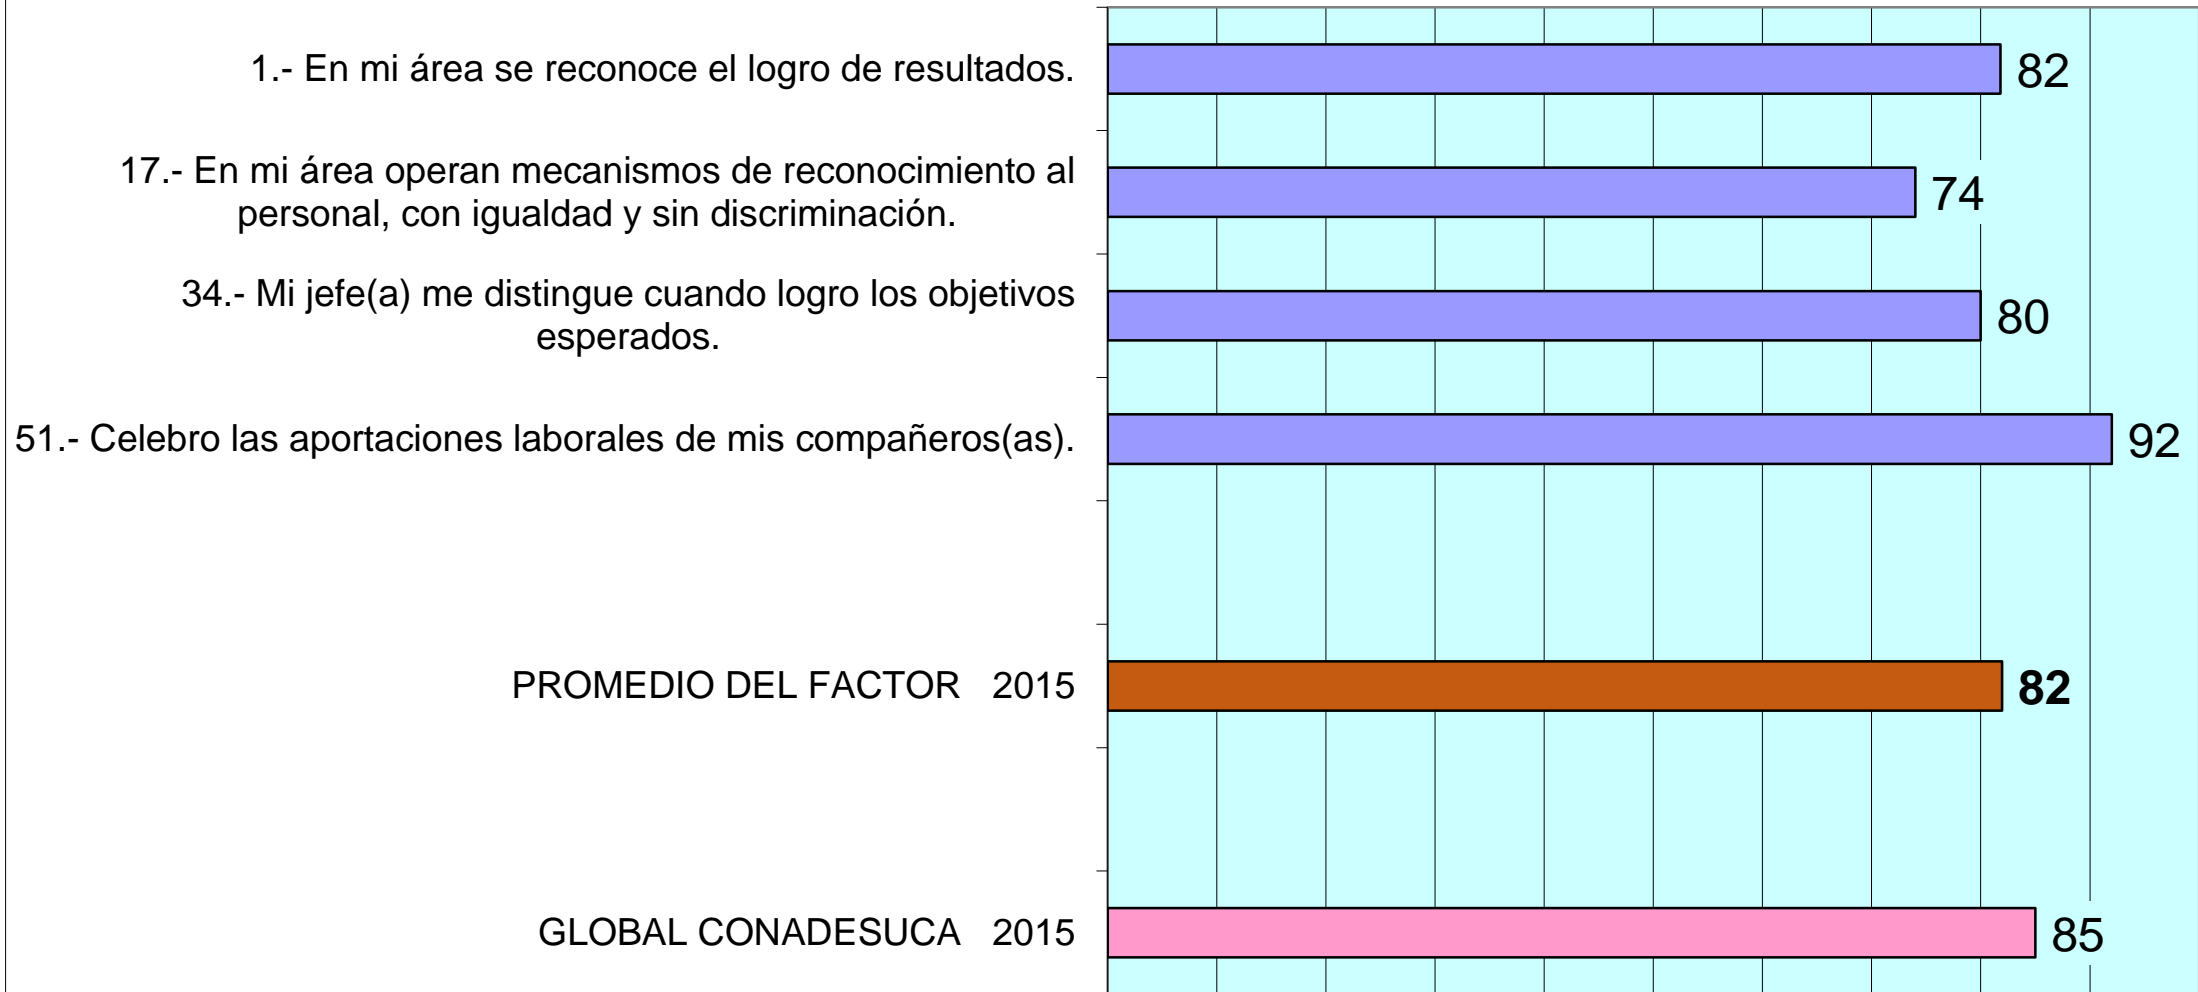 1.- En mi área se reconoce el logro de resultados.
82
17.- En mi área operan mecanismos de reconocimiento al
personal, con igualdad y sin discriminación.
74
34.- Mi jefe(a) me distingue cuando logro los objetivos
esperados.
80
51.- Celebro las aportaciones laborales de mis compañeros(as).
92
PROMEDIO DEL FACTOR 2015
82
GLOBAL CONADESUCA 2015
85